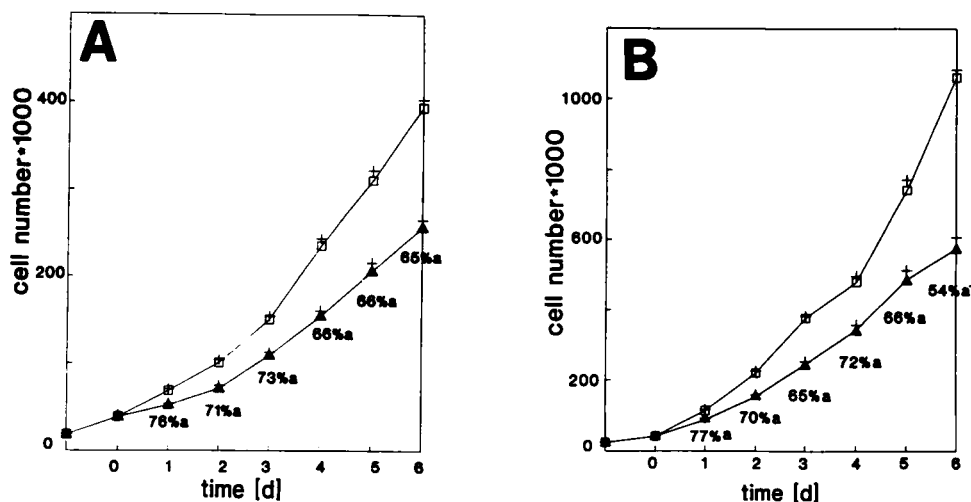 A
cell number*1000
400
200
0
76%a
71%a
73%a
66%a
66%a
65%a
0 1 2 3 4 5 6
time [d]
B
cell number*1000
1000
600
200
0
77%a
70%a
65%a
72%a
66%a
54%a
0 1 2 3 4 5 6
time [d]